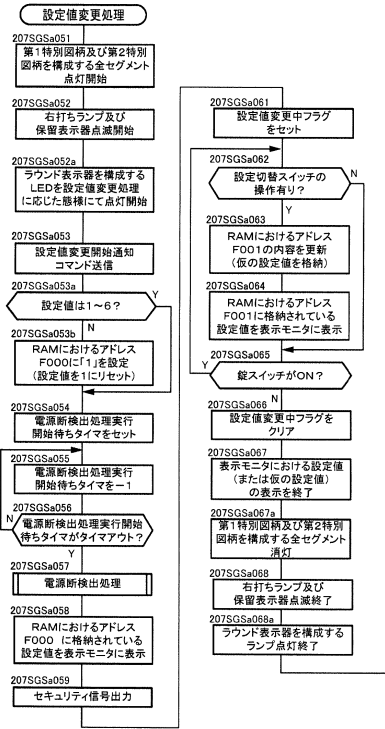 設定値変更処理
207SGSa051
第1特別図柄及び第2特別
図柄を構成する全セグメント
点灯開始
207SGSa052
右打ちランプ及び
保留表示器点滅開始
207SGSa052a
ラウンド表示器を構成する
LEDを設定値変更処理
に応じた態様にて点灯開始
207SGSa053
設定値変更開始通知
コマンド送信
207SGSa053a
設定値は1~6?
Y
N
207SGSa053b
RAMにおけるアドレス
F000に「1」を設定
(設定値を1にリセット)
207SGSa054
電源断検出処理実行
開始待ちタイマをセット
207SGSa055
電源断検出処理実行
開始待ちタイマを-1
207SGSa056
電源断検出処理実行開始
待ちタイマがタイムアウト?
N
Y
207SGSa057
電源断検出処理
207SGSa058
RAMにおけるアドレス
F000 に格納されている
設定値を表示モニタに表示
207SGSa059
セキュリティ信号出力
207SGSa061
設定値変更中フラグ
をセット
207SGSa062
設定切替スイッチの
操作有り?
N
Y
207SGSa063
RAMにおけるアドレス
F001の内容を更新
(仮の設定値を格納)
207SGSa064
RAMにおけるアドレス
F001に格納されている
設定値を表示モニタに表示
207SGSa065
錠スイッチがON?
Y
N
207SGSa066
設定値変更中フラグを
クリア
207SGSa067
表示モニタにおける設定値
(または仮の設定値)
の表示を終了
207SGSa067a
第1特別図柄及び第2特別
図柄を構成する全セグメント
消灯
207SGSa068
右打ちランプ及び
保留表示器点滅終了
207SGSa068a
ラウンド表示器を構成する
ランプ点灯終了